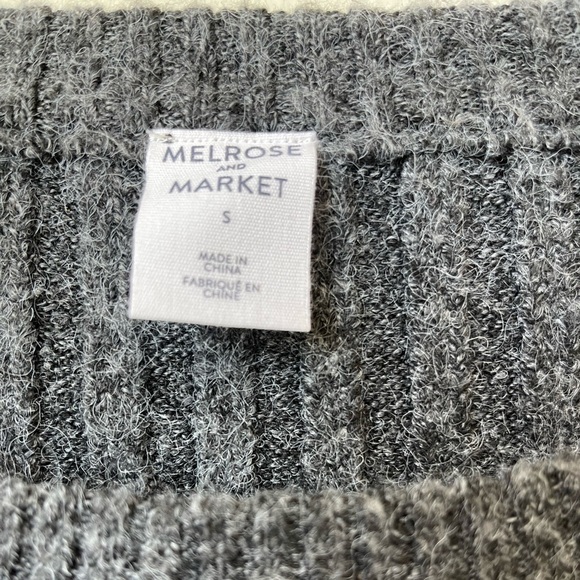 MELROSE
AND
MARKET
S
MADE IN
CHINA
FABRIQUÉ EN
CHINE